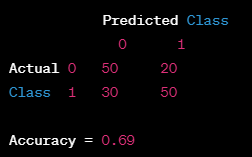 Predicted Class
0 1
Actual 0 50 20
Class 1 30 50
Accuracy = 0.69